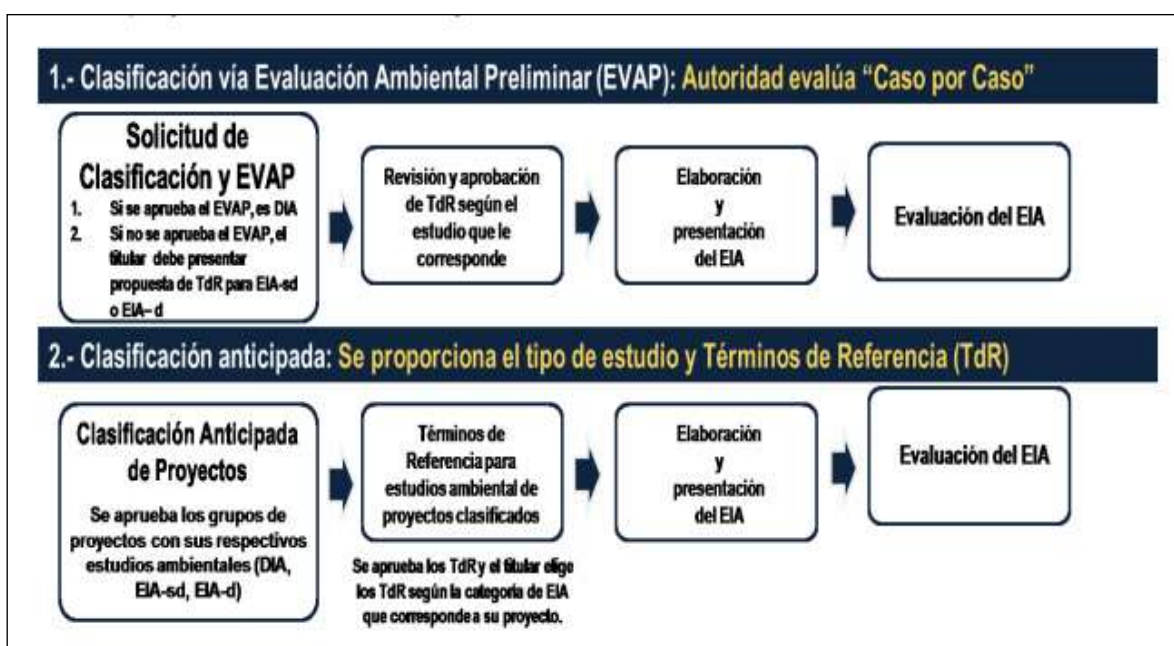 1.- Clasificación vía Evaluación Ambiental Preliminar (EVAP): Autoridad evalúa “Caso por Caso”
Solicitud de
Clasificación y EVAP
1. Si se aprueba el EVAP, es DIA
2. Si no se aprueba el EVAP, el
titular debe presentar
propuesta de TdR para EIA-sd
o EIA– d
Revisión y aprobación
de TdR según el
estudio que le
corresponde
Elaboración
y
presentación
del EIA
Evaluación del EIA
2.- Clasificación anticipada: Se proporciona el tipo de estudio y Términos de Referencia (TdR)
Clasificación Anticipada
de Proyectos
Se aprueba los grupos de
proyectos con sus respectivos
estudios ambientales (DIA,
EIA-sd, EIA-d)
Términos de
Referencia para
estudios ambiental de
proyectos clasificados
Se aprueba los TdR y el titular elige
los TdR según la categoría de EIA
que corresponde a su proyecto.
Elaboración
y
presentación
del EIA
Evaluación del EIA